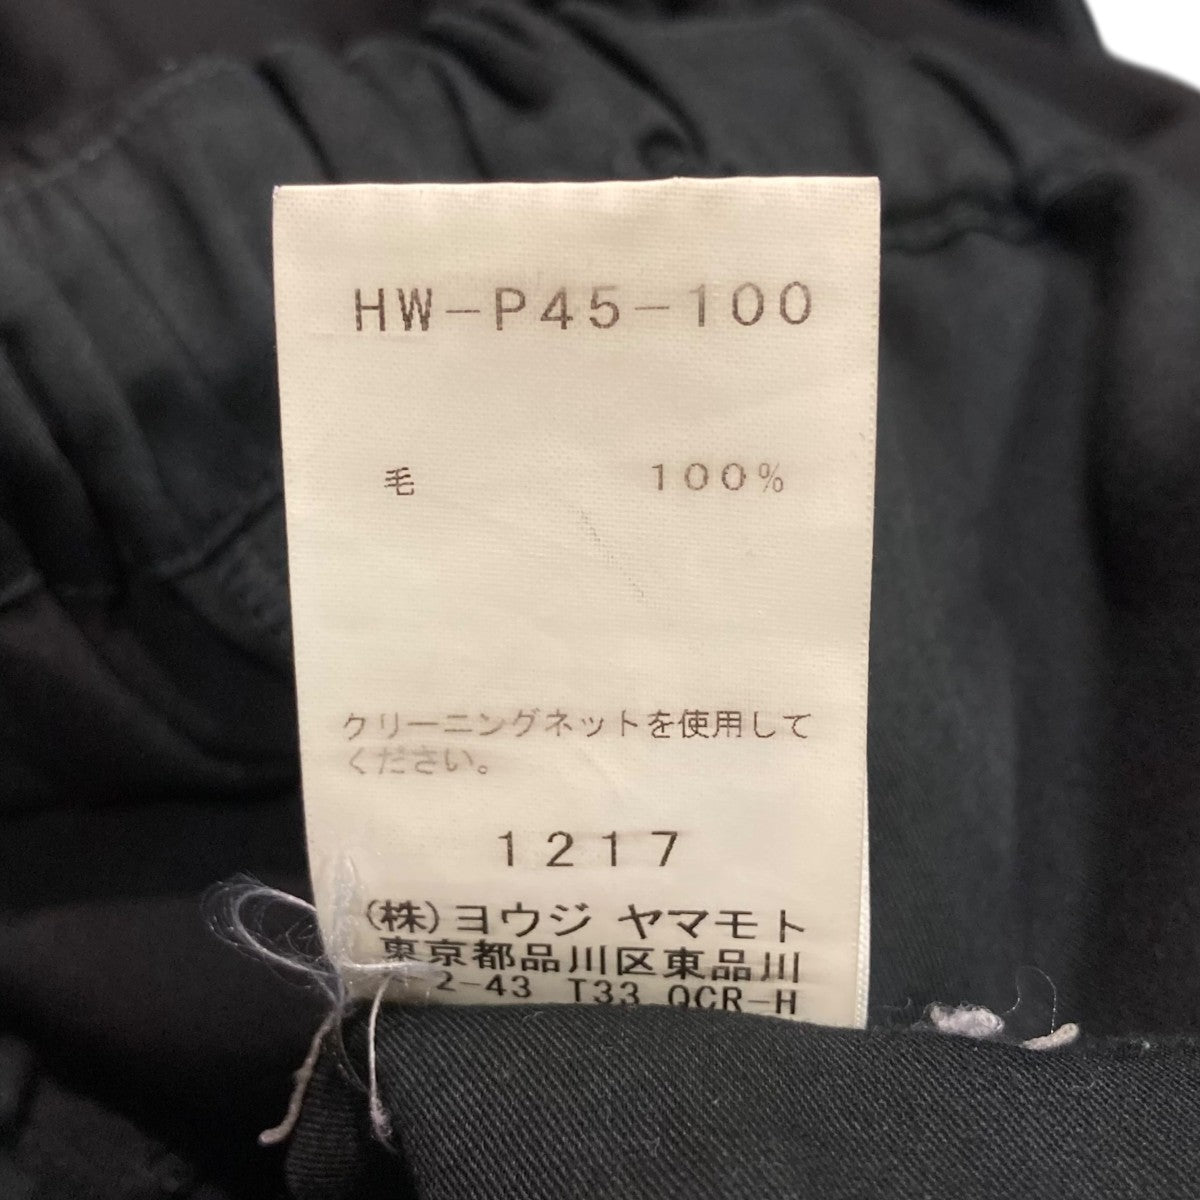 HW-P45-100
毛 100%
クリーニングネットを使用して
ください。
1217
(株)ヨウジ ヤマモト
東京都品川区東品川
2-43 T33 QCR-H